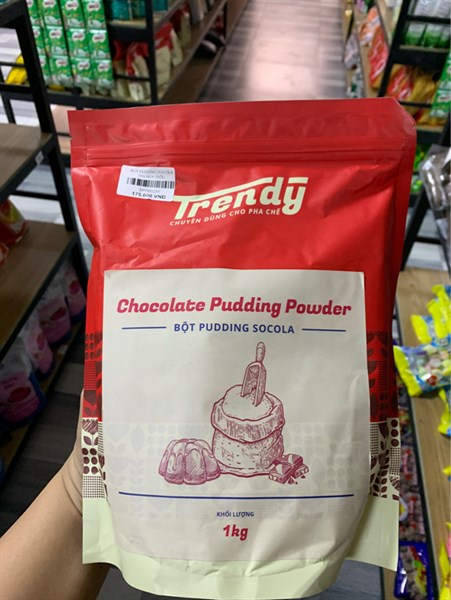 Trendy
CHUYÊN DÙNG CHO PHA CHẾ
175,000 VND
Chocolate Pudding Powder
BỘT PUDDING SOCOLA
KHỐI LƯỢNG
1kg